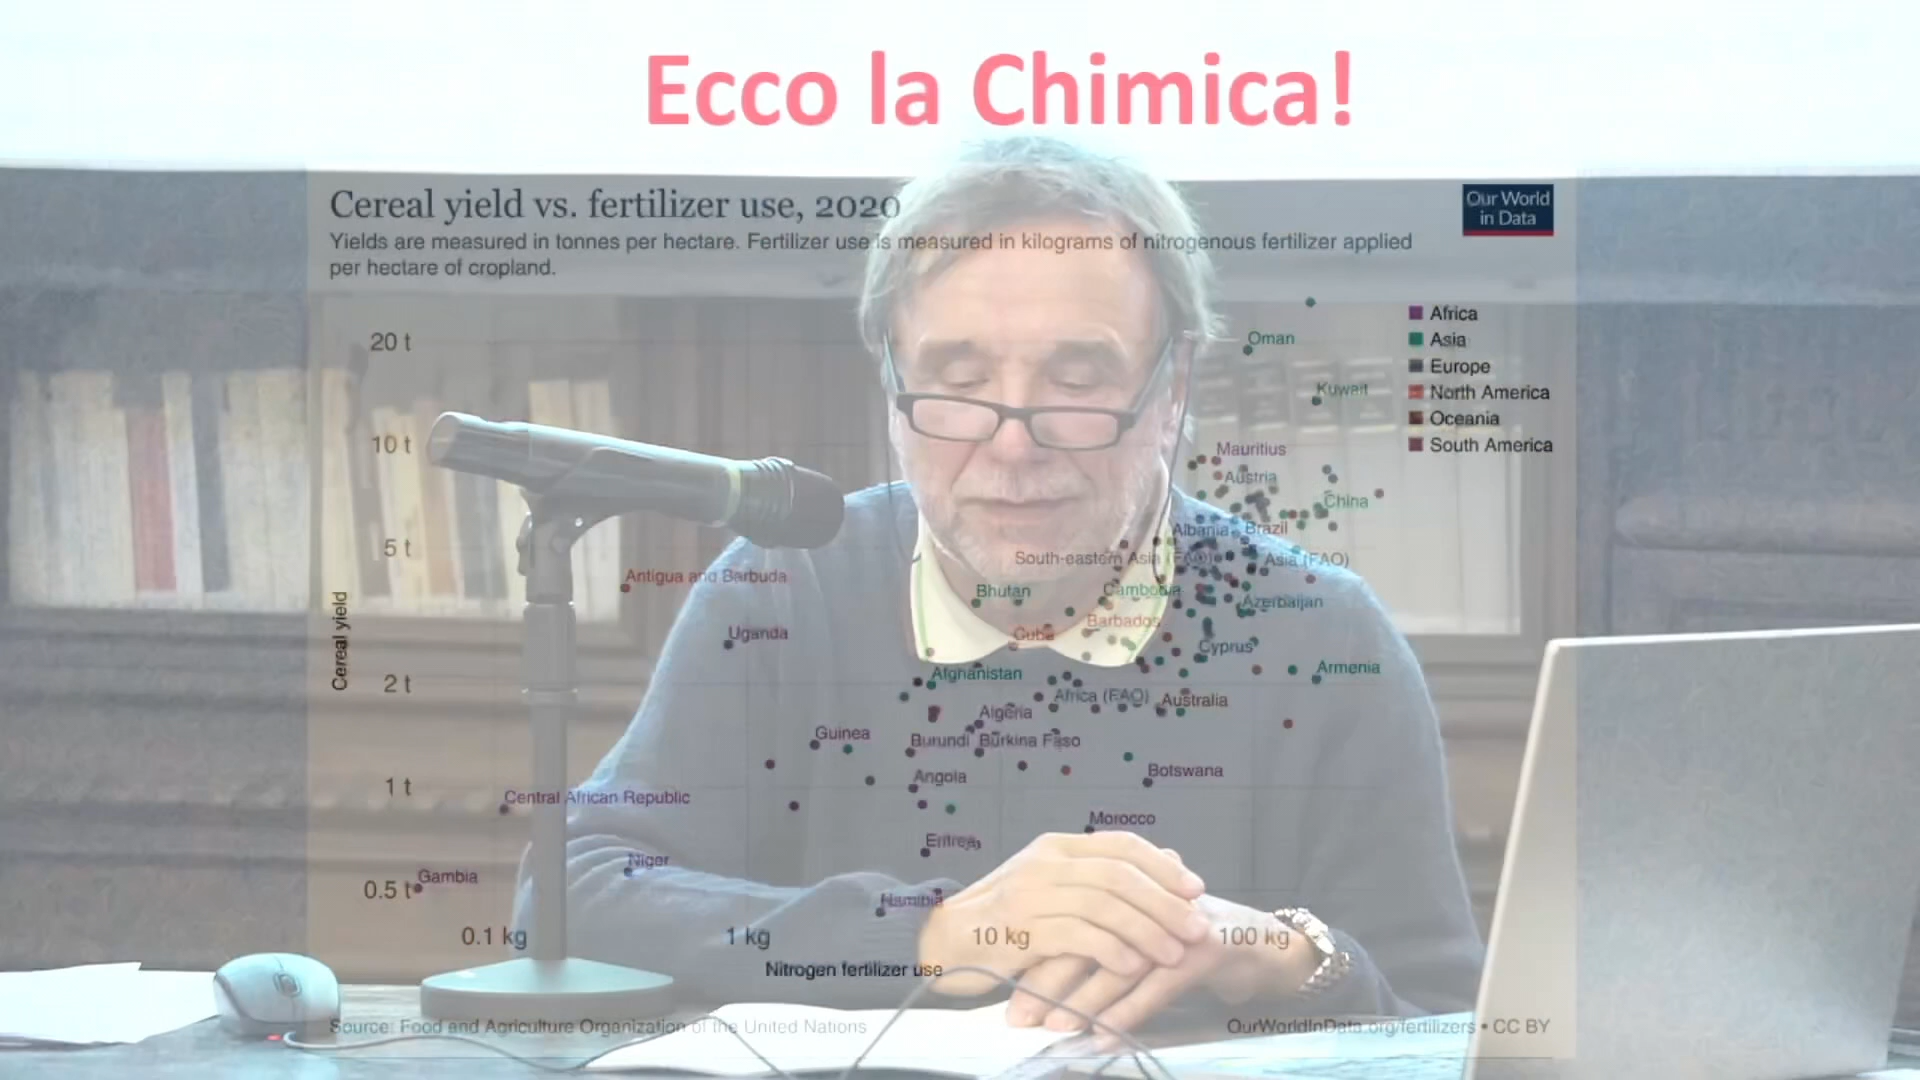 Ecco la Chimica!
Cereal yield vs. fertilizer use, 2020
Our World
in Data
Yields are measured in tonnes per hectare. Fertilizer use is measured in kilograms of nitrogenous fertilizer applied
per hectare of cropland.
Africa
Asia
Europe
North America
Oceania
South America
20 t
10 t
5 t
2 t
1 t
0.5 t
Cereal yield
Oman
Kuwait
Mauritius
Austria
China
Albania
Brazil
South-eastern Asia (FAO)
Asia (FAO)
Antigua and Barbuda
Bhutan
Cambodia
Azerbaijan
Barbados
Cuba
Uganda
Cyprus
Afghanistan
Armenia
Africa (FAO)
Australia
Algeria
Guinea
Burundi
Burkina Faso
Angola
Botswana
Central African Republic
Morocco
Eritrea
Niger
Gambia
Namibia
0.1 kg
1 kg
10 kg
100 kg
Nitrogen fertilizer use
Source: Food and Agriculture Organization of the United Nations
OurWorldInData.org/fertilizers • CC BY